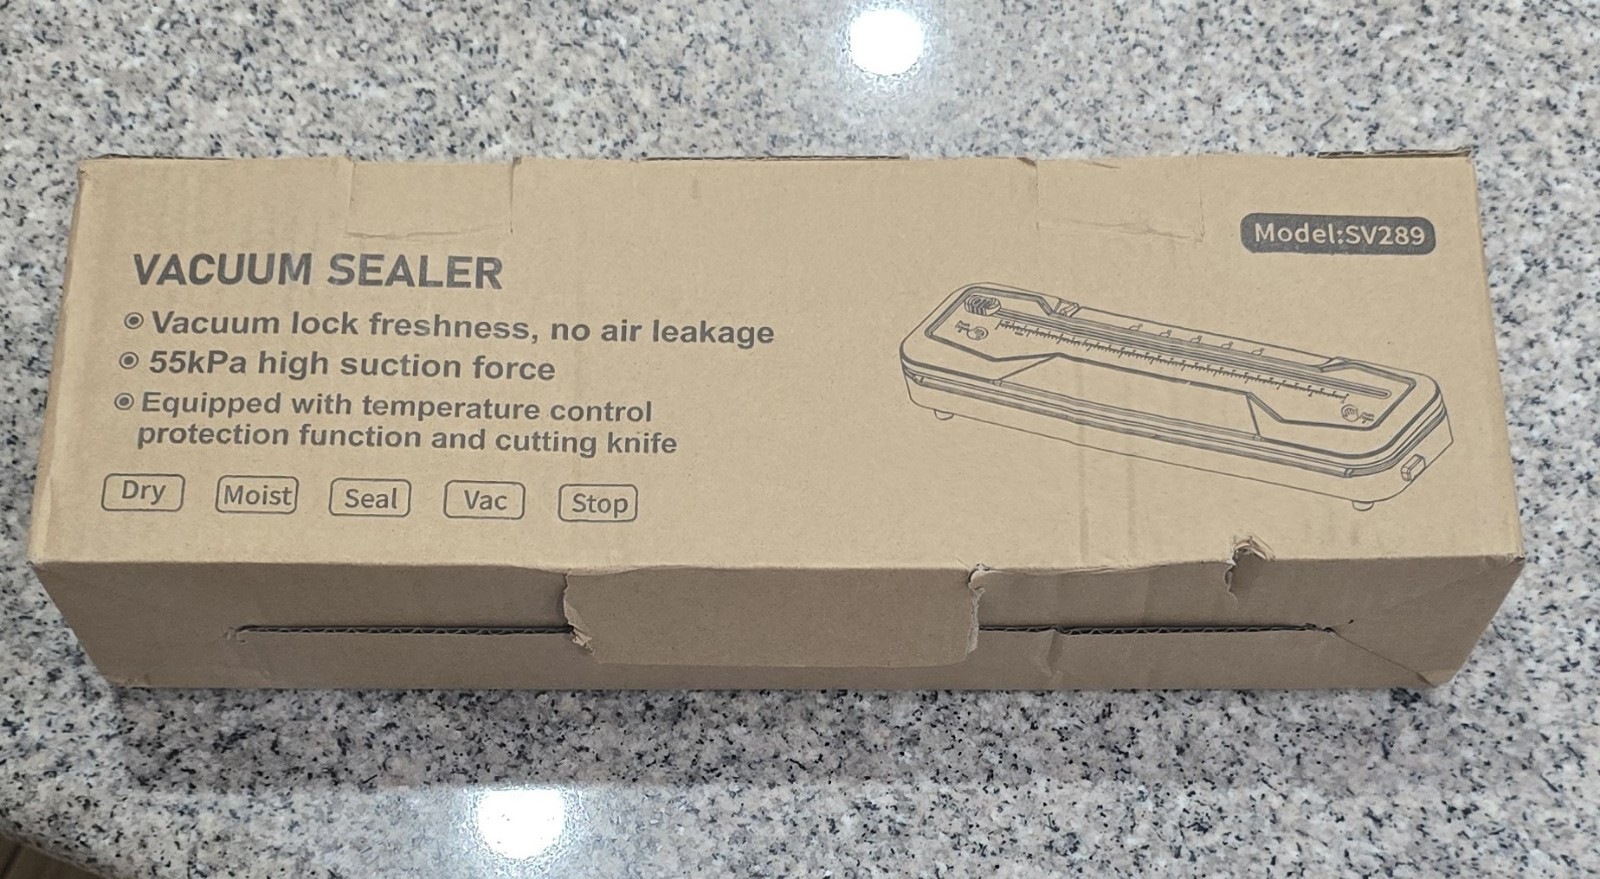 Model:SV289
VACUUM SEALER
Vacuum lock freshness, no air leakage
55kPa high suction force
Equipped with temperature control
protection function and cutting knife
Dry
Moist
Seal
Vac
Stop